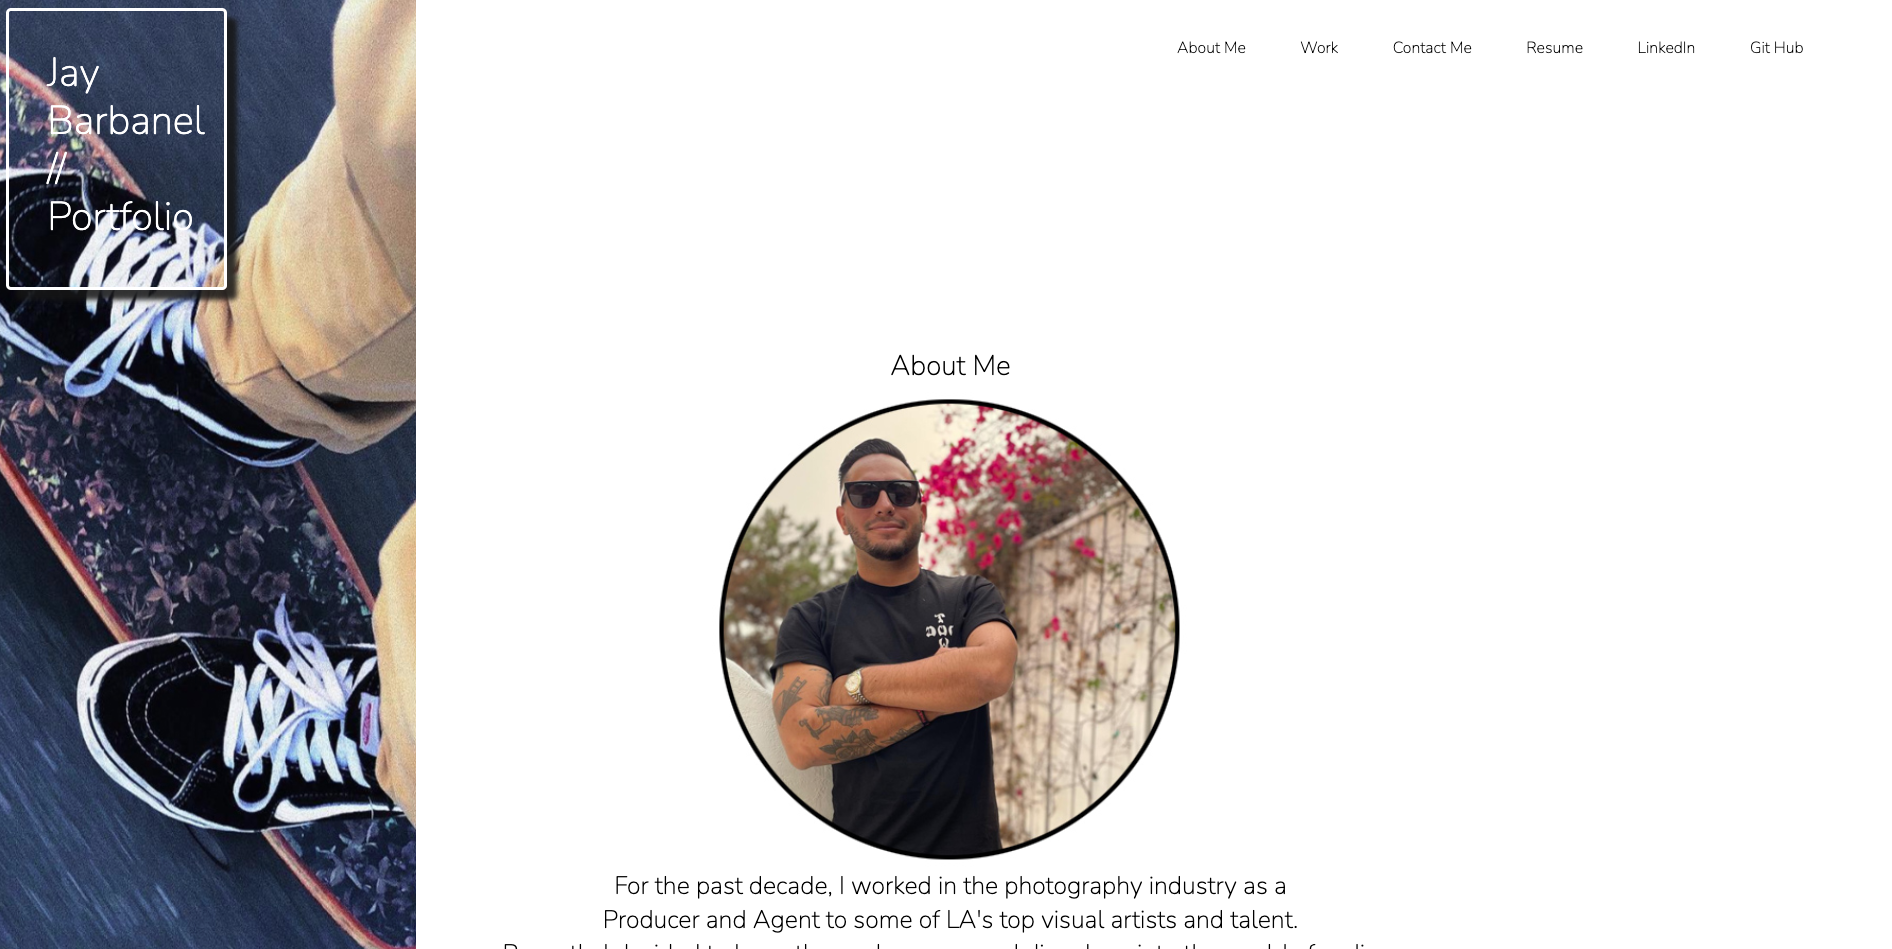 Jay
Barbanel
//
Portfolio
About Me Work Contact Me Resume LinkedIn Git Hub
About Me
For the past decade, I worked in the photography industry as a
Producer and Agent to some of LA's top visual artists and talent.